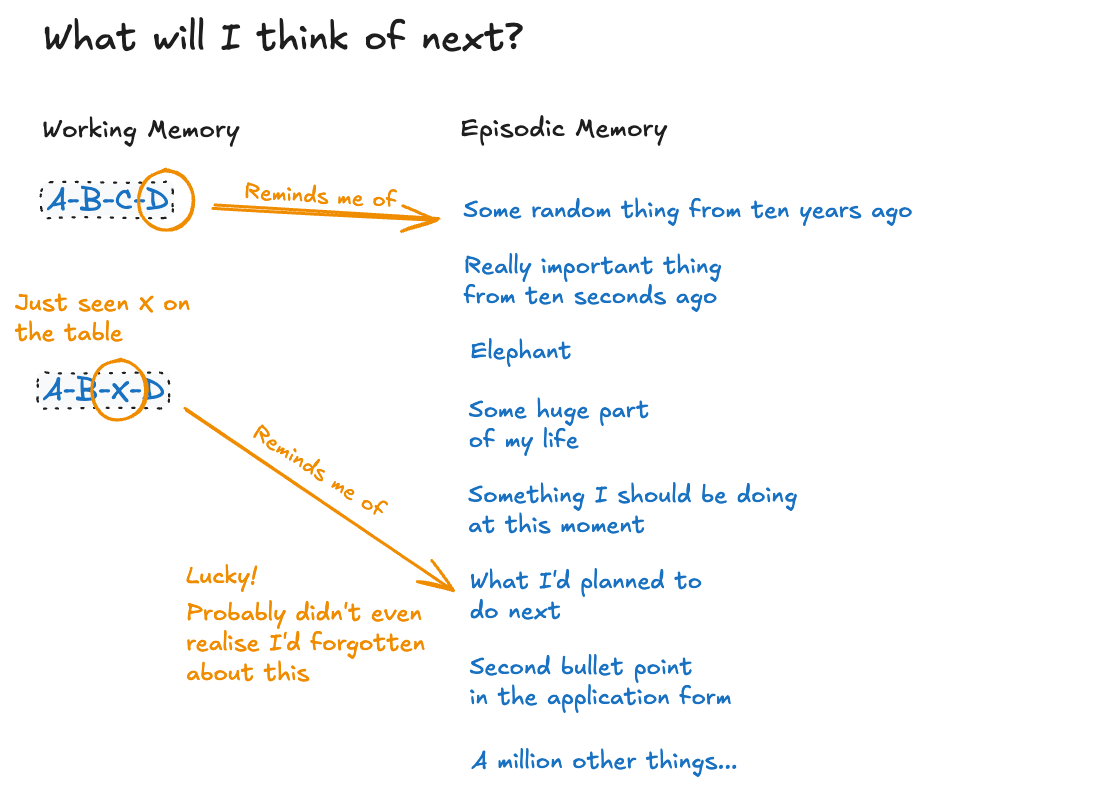 What will I think of next?
Working Memory
Episodic Memory
A-B-C-D
Reminds me of
Some random thing from ten years ago
Really important thing
from ten seconds ago
Just seen X on
the table
Elephant
A-B-X-D
Reminds me of
Some huge part
of my life
Something I should be doing
at this moment
Lucky!
Probably didn't even
realise I'd forgotten
about this
What I'd planned to
do next
Second bullet point
in the application form
A million other things...